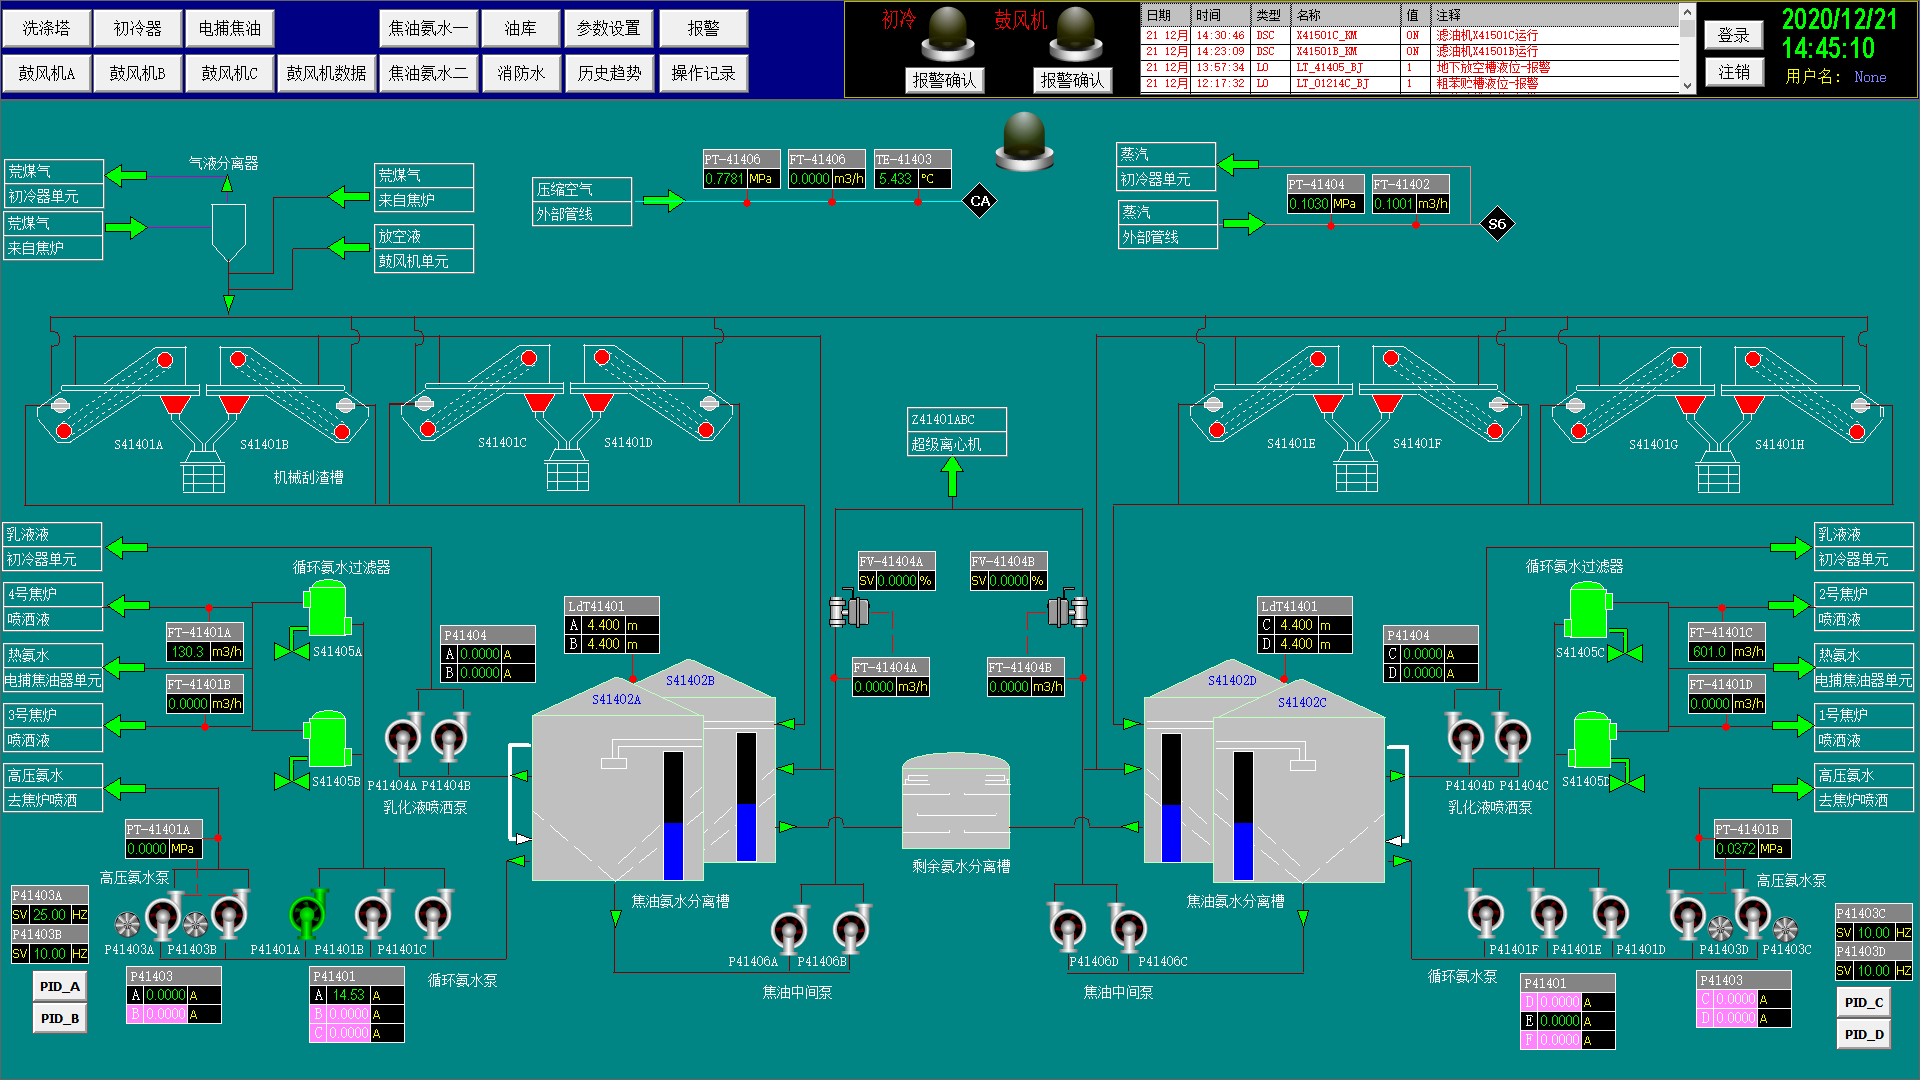 洗涤塔 初冷器 电捕焦油 焦油氨水一 油库 参数设置 报警
鼓风机A 鼓风机B 鼓风机C 鼓风机数据 焦油氨水二 消防水 历史趋势 操作记录
初冷 鼓风机
报警确认 报警确认
日期 时间 类型 名称 值 注释
21 12月 14:30:46 DSC X41501C_KM ON 滤油机X41501C运行
21 12月 14:23:09 DSC X41501B_KM ON 滤油机X41501B运行
21 12月 13:57:34 LO LT_41405_BJ 1 地下放空槽液位-报警
21 12月 12:17:32 LO LT_01214C_BJ 1 粗苯贮槽液位-报警
登录
注销
2020/12/21
14:45:10
用户名: None
荒煤气
初冷器单元
荒煤气
来自焦炉
气液分离器
荒煤气
来自焦炉
放空液
鼓风机单元
压缩空气
外部管线
PT-41406
0.7781 MPa
FT-41406
0.0000 m3/h
TE-41403
5.433 ℃
CA
蒸汽
初冷器单元
蒸汽
外部管线
PT-41404
0.1030 MPa
FT-41402
0.1001 m3/h
S6
S41401A S41401B
机械刮渣槽
S41401C S41401D
Z41401ABC
超级离心机
S41401E S41401F
S41401G S41401H
乳液液
初冷器单元
4号焦炉
喷洒液
热氨水
电捕焦油器单元
3号焦炉
喷洒液
高压氨水
去焦炉喷洒
循环氨水过滤器
FT-41401A
130.3 m3/h
FT-41401B
0.0000 m3/h
S41405A
S41405B
P41404
A 0.0000 A
B 0.0000 A
P41404A P41404B
乳化液喷洒泵
LdT41401
A 4.400 m
B 4.400 m
S41402A
S41402B
FV-41404A
SV 0.0000 %
FV-41404B
SV 0.0000 %
FT-41404A
0.0000 m3/h
FT-41404B
0.0000 m3/h
剩余氨水分离槽
LdT41401
C 4.400 m
D 4.400 m
S41402D
S41402C
P41404
C 0.0000 A
D 0.0000 A
P41404D P41404C
乳化液喷洒泵
循环氨水过滤器
S41405C
S41405D
FT-41401C
601.0 m3/h
FT-41401D
0.0000 m3/h
乳液液
初冷器单元
2号焦炉
喷洒液
热氨水
电捕焦油器单元
1号焦炉
喷洒液
高压氨水
去焦炉喷洒
PT-41401A
0.0000 MPa
高压氨水泵
P41403A
SV 25.00 HZ
P41403B
SV 10.00 HZ
PID_A
PID_B
P41403A P41403B
P41403
A 0.0000 A
B 0.0000 A
P41401A P41401B P41401C
循环氨水泵
P41401
A 14.53 A
B 0.0000 A
C 0.0000 A
焦油氨水分离槽
P41406A P41406B
焦油中间泵
P41406D P41406C
焦油中间泵
焦油氨水分离槽
PT-41401B
0.0372 MPa
高压氨水泵
P41401F P41401E P41401D
循环氨水泵
P41401
D 0.0000 A
E 0.0000 A
F 0.0000 A
P41403D P41403C
P41403
C 0.0000 A
D 0.0000 A
P41403C
SV 10.00 HZ
P41403D
SV 10.00 HZ
PID_C
PID_D